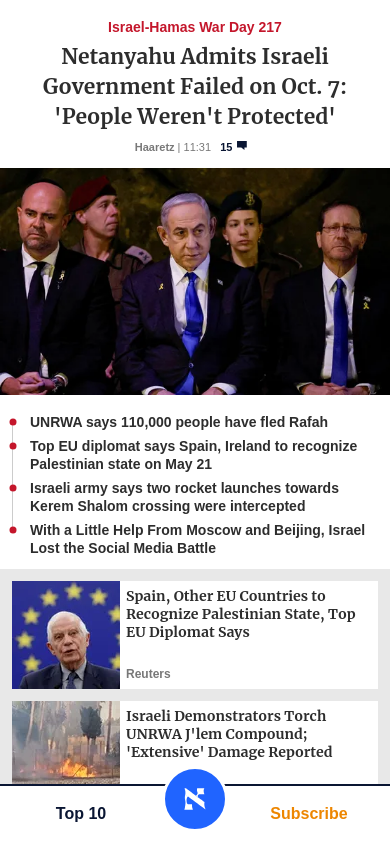 Israel-Hamas War Day 217
Netanyahu Admits Israeli
Government Failed on Oct. 7:
'People Weren't Protected'
Haaretz | 11:31 15
UNRWA says 110,000 people have fled Rafah
Top EU diplomat says Spain, Ireland to recognize
Palestinian state on May 21
Israeli army says two rocket launches towards
Kerem Shalom crossing were intercepted
With a Little Help From Moscow and Beijing, Israel
Lost the Social Media Battle
Spain, Other EU Countries to
Recognize Palestinian State, Top
EU Diplomat Says
Reuters
Israeli Demonstrators Torch
UNRWA J'lem Compound;
'Extensive' Damage Reported
Top 10
Subscribe